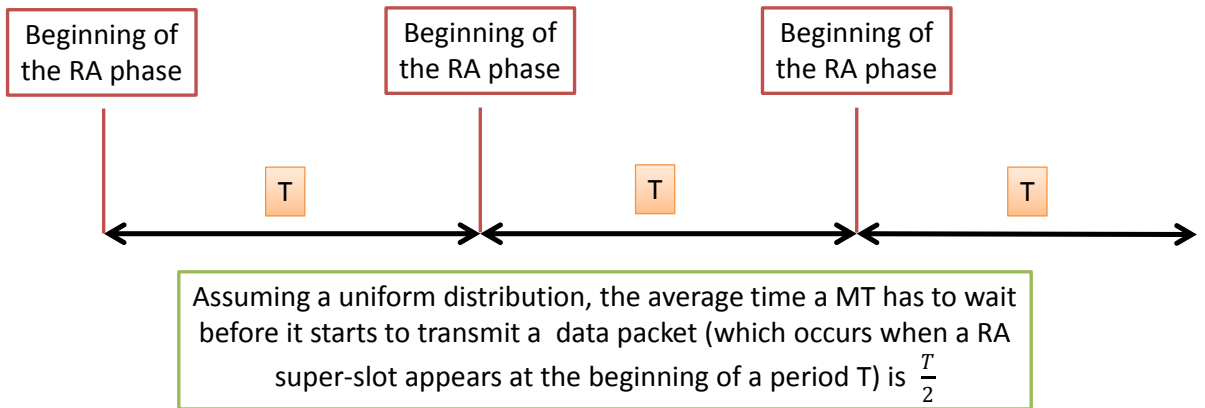 Beginning of
the RA phase
Beginning of
the RA phase
Beginning of
the RA phase
T
T
T
Assuming a uniform distribution, the average time a MT has to wait
before it starts to transmit a data packet (which occurs when a RA
super-slot appears at the beginning of a period T) is T/2